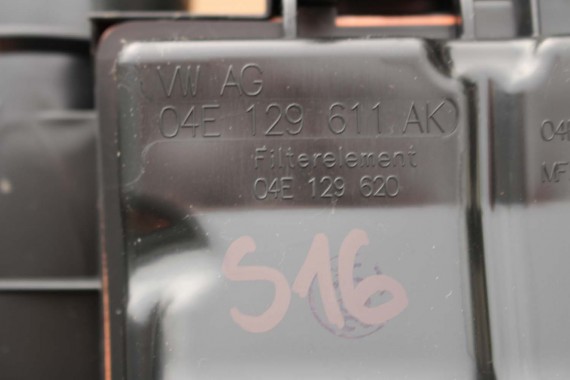 VW AG
04E 129 611 AK
Filterelement
04E 129 620
S16